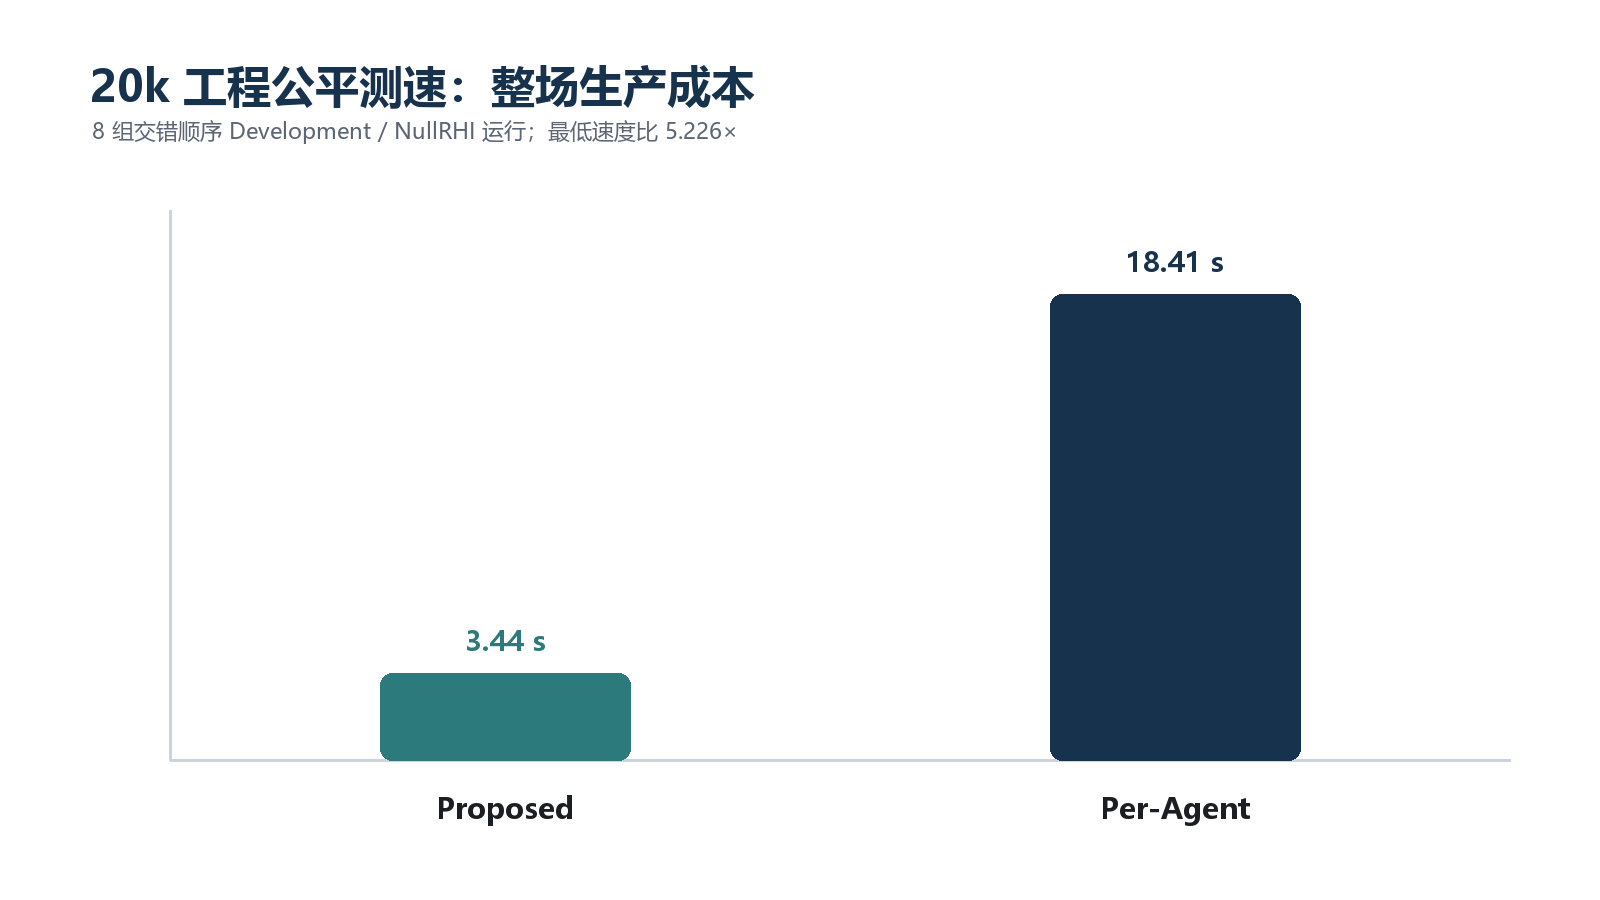 20k 工程公平测速：整场生产成本
8 组交错顺序 Development / NullRHI 运行；最低速度比 5.226×
18.41 s
3.44 s
Proposed
Per-Agent